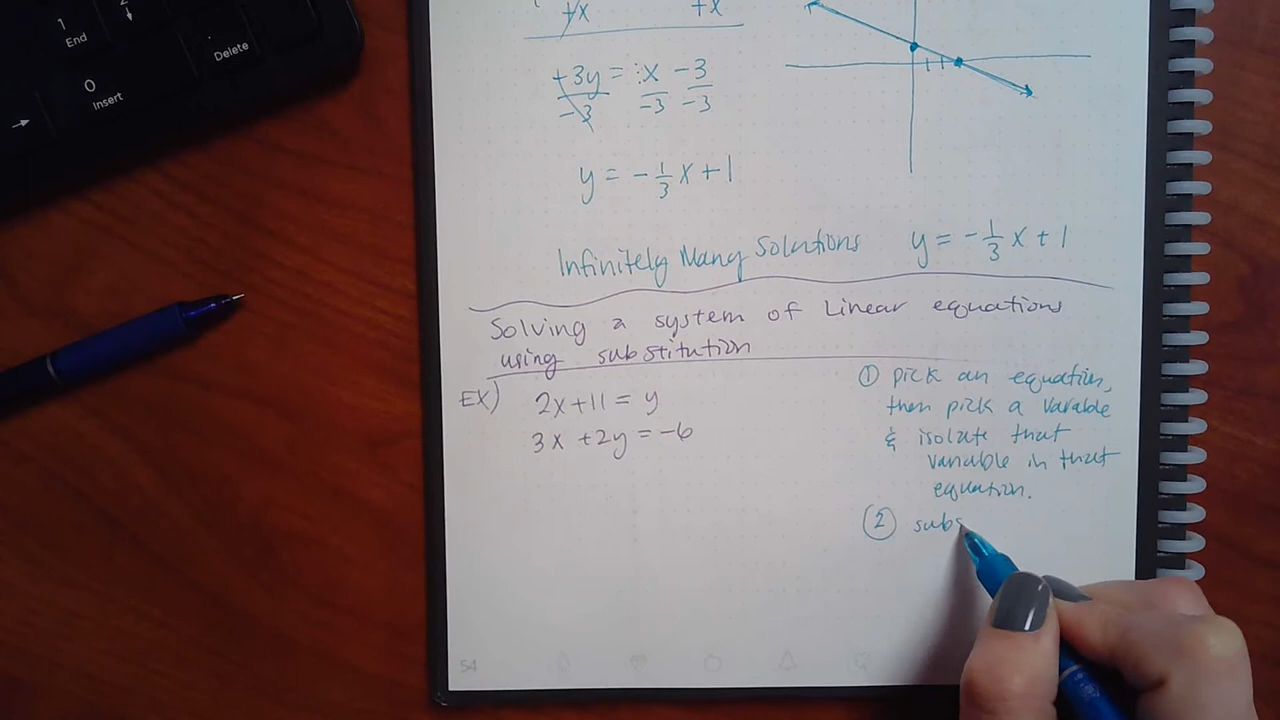 1
End
2
Delete
0
Insert
+x +x
+3y = x -3
-3 -3 -3
y = -1/3 x + 1
Infinitely Many Solutions y = -1/3 x + 1
Solving a system of Linear equations
using substitution
EX) 2x + 11 = y
3x + 2y = -6
① pick an equation,
then pick a variable
& isolate that
variable in that
equation.
② subs
54